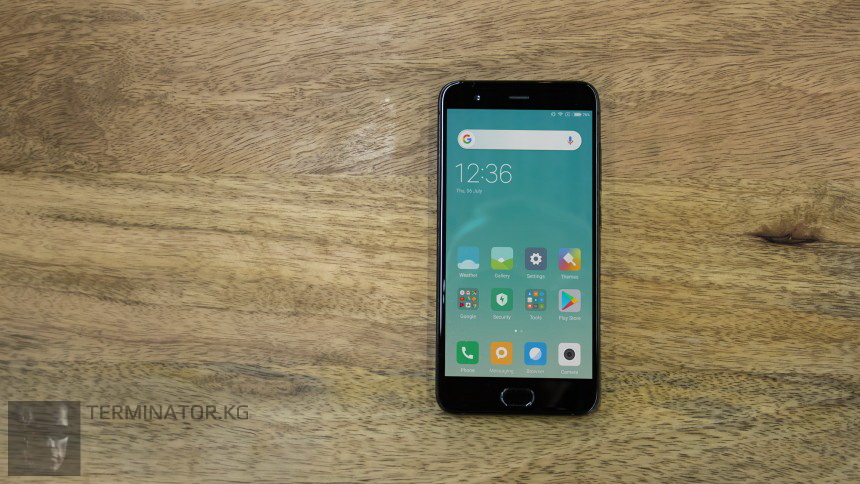 12:36
Thu, 06 July
Weather Gallery Settings Themes
Google Security Tools Play Store
Phone Messaging Browser Camera
TERMINATOR.KG